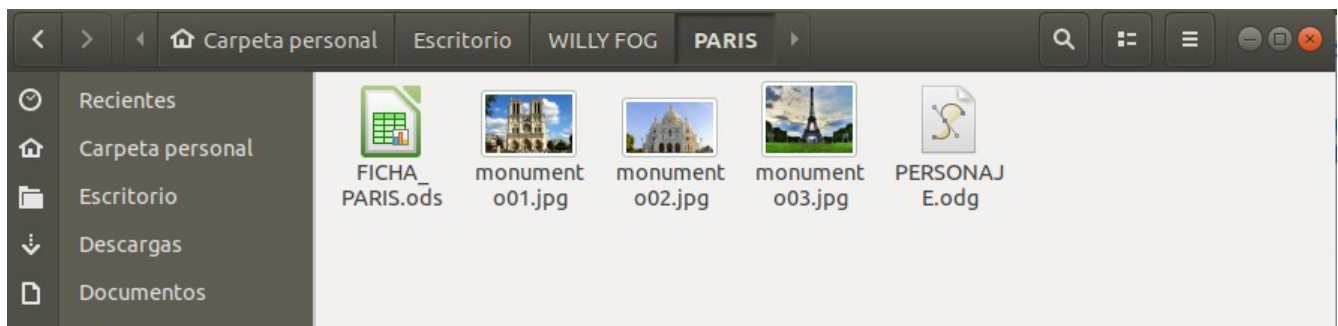 Carpeta personal Escritorio WILLY FOG PARIS
Recientes
Carpeta personal
Escritorio
Descargas
Documentos
FICHA_
PARIS.ods
monument
o01.jpg
monument
o02.jpg
monument
o03.jpg
PERSONAJ
E.odg